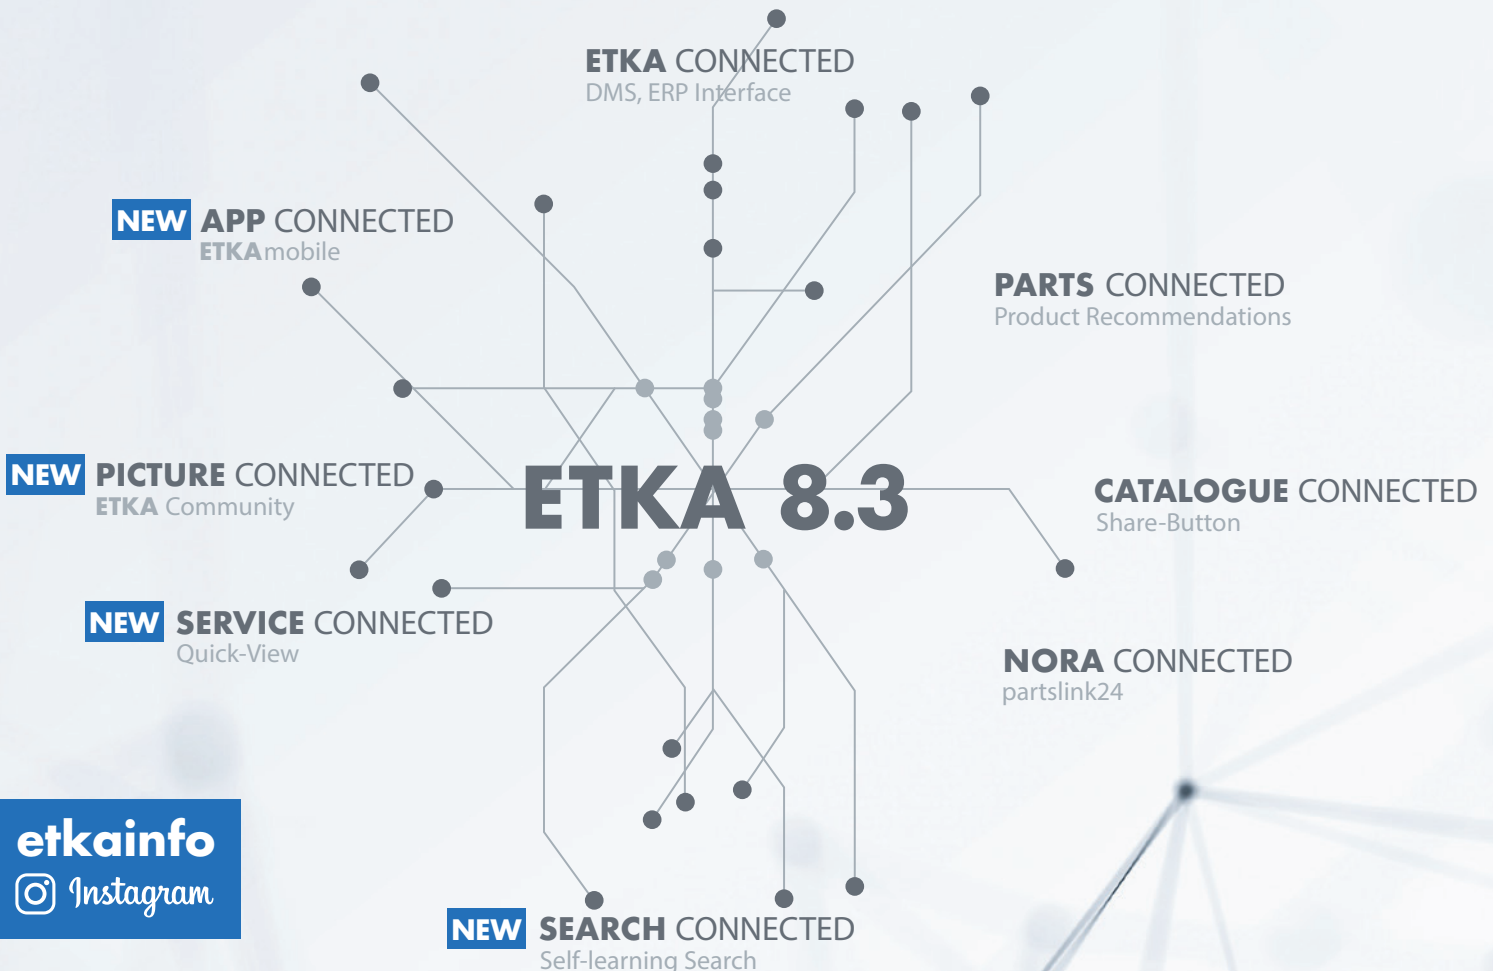 ETKA CONNECTED
DMS, ERP Interface
NEW APP CONNECTED
ETKAmobile
PARTS CONNECTED
Product Recommendations
NEW PICTURE CONNECTED
ETKA Community
ETKA 8.3
CATALOGUE CONNECTED
Share-Button
NEW SERVICE CONNECTED
Quick-View
NORA CONNECTED
partslink24
etkainfo
Instagram
NEW SEARCH CONNECTED
Self-learning Search